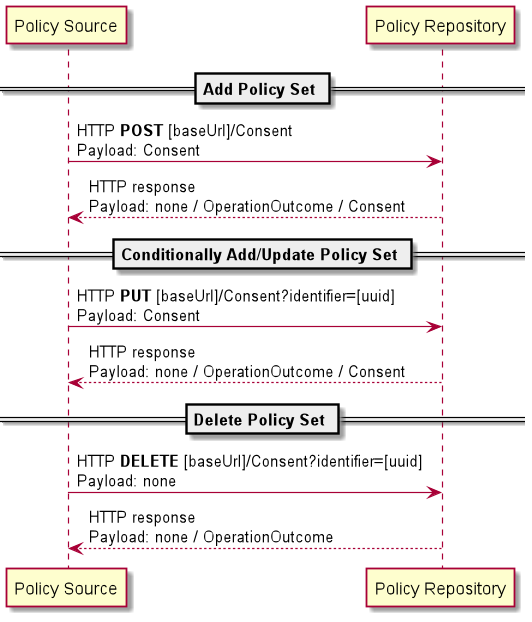 Policy Source
Policy Repository
Add Policy Set
HTTP POST [baseUrl]/Consent
Payload: Consent
HTTP response
Payload: none / OperationOutcome / Consent
Conditionally Add/Update Policy Set
HTTP PUT [baseUrl]/Consent?identifier=[uuid]
Payload: Consent
HTTP response
Payload: none / OperationOutcome / Consent
Delete Policy Set
HTTP DELETE [baseUrl]/Consent?identifier=[uuid]
Payload: none
HTTP response
Payload: none / OperationOutcome
Policy Source
Policy Repository